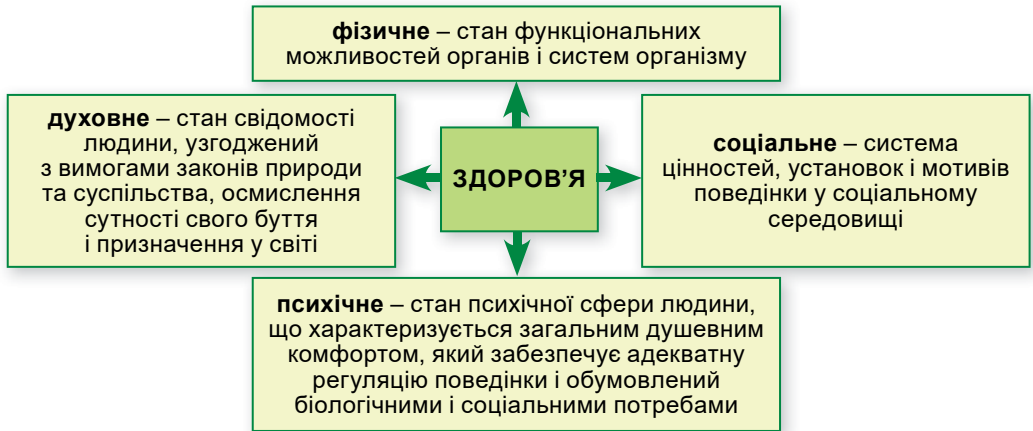 фізичне – стан функціональних
можливостей органів і систем організму
духовне – стан свідомості
людини, узгоджений
з вимогами законів природи
та суспільства, осмислення
сутності свого буття
і призначення у світі
ЗДОРОВ’Я
соціальне – система
цінностей, установок і мотивів
поведінки у соціальному
середовищі
психічне – стан психічної сфери людини,
що характеризується загальним душевним
комфортом, який забезпечує адекватну
регуляцію поведінки і обумовлений
біологічними і соціальними потребами